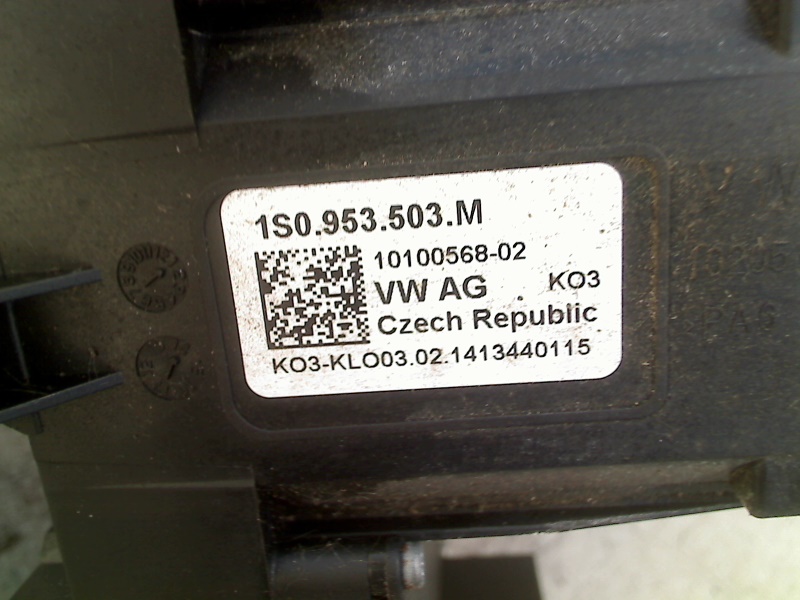 1S0.953.503.M
10100568-02
VW AG KO3
Czech Republic
KO3-KLO03.02.1413440115